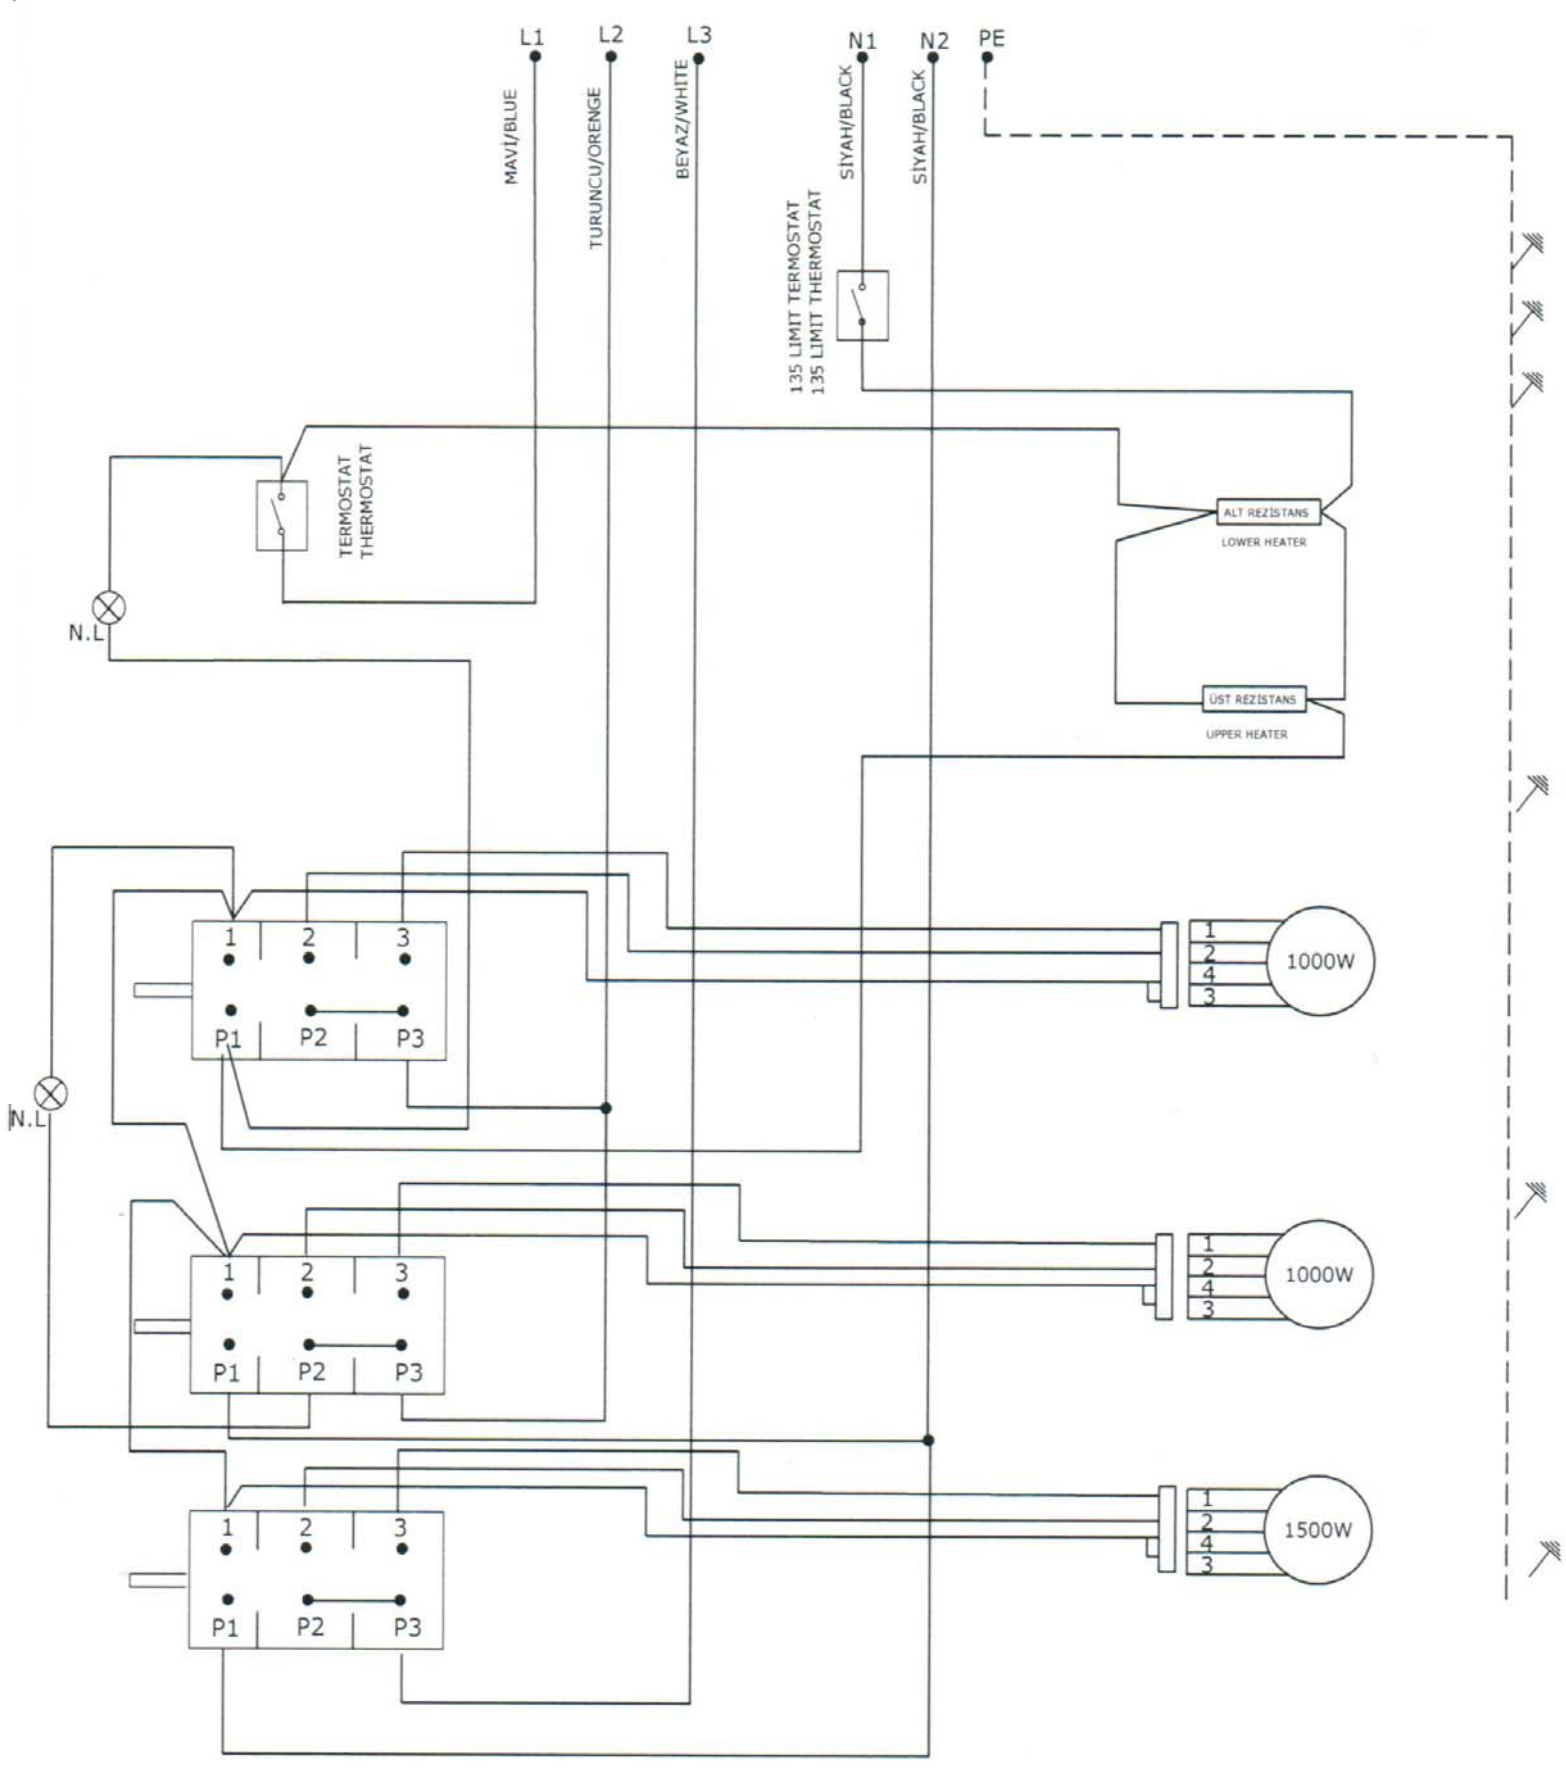 L1
L2
L3
N1
N2
PE
MAVİ/BLUE
TURUNCU/ORENGE
BEYAZ/WHITE
SİYAH/BLACK
SİYAH/BLACK
135 LIMIT TERMOSTAT
135 LIMIT THERMOSTAT
TERMOSTAT
THERMOSTAT
ALT REZİSTANS
LOWER HEATER
N.L
ÜST REZİSTANS
UPPER HEATER
1 2 3
P1 P2 P3
1
2
4
3
1000W
N.L
1 2 3
P1 P2 P3
1
2
4
3
1000W
1 2 3
P1 P2 P3
1
2
4
3
1500W